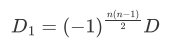 $D_1 = (-1)^{\frac{n(n-1)}{2}} D$